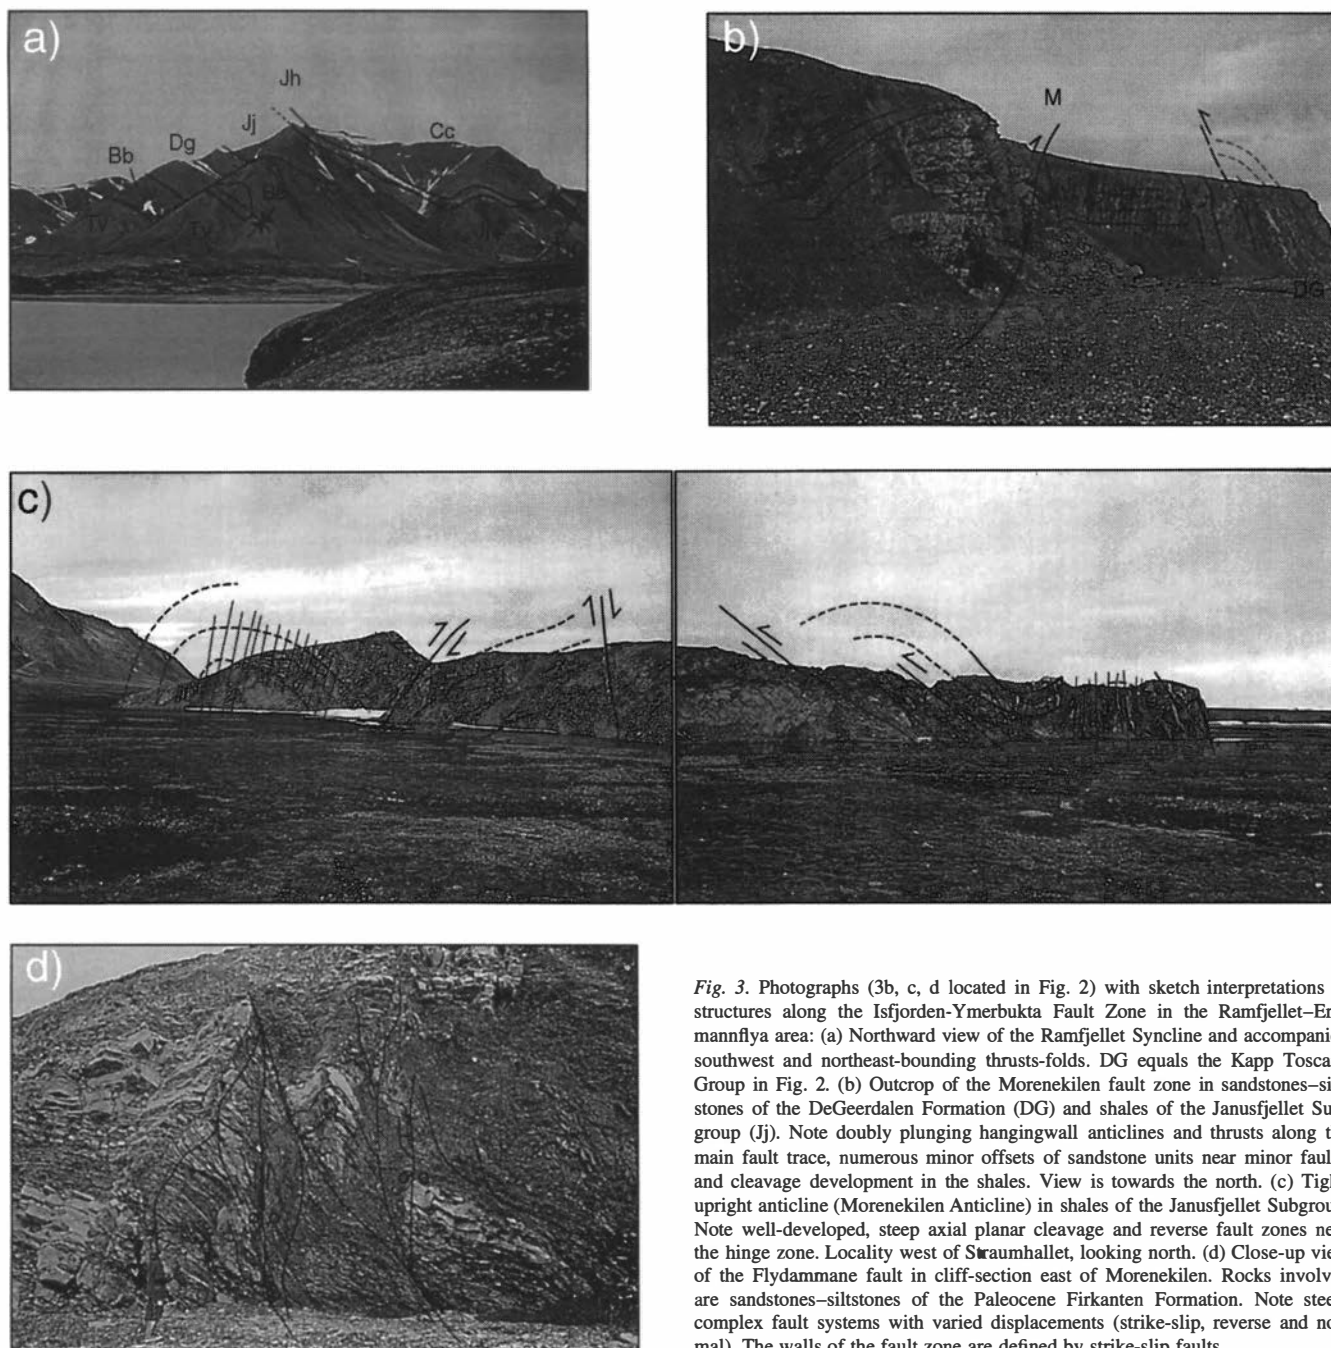 a)
Jh
Jj
Cc
Dg
Bb
Tv
Tv
b)
M
DG
c)
d)
Fig. 3. Photographs (3b, c, d located in Fig. 2) with sketch interpretations
structures along the Isfjorden-Ymerbukta Fault Zone in the Ramfjellet–Er
mannflya area: (a) Northward view of the Ramfjellet Syncline and accompanie
southwest and northeast-bounding thrusts-folds. DG equals the Kapp Tosca
Group in Fig. 2. (b) Outcrop of the Morenekilen fault zone in sandstones–si
stones of the DeGeerdalen Formation (DG) and shales of the Janusfjellet Su
group (Jj). Note doubly plunging hangingwall anticlines and thrusts along t
main fault trace, numerous minor offsets of sandstone units near minor faul
and cleavage development in the shales. View is towards the north. (c) Tigh
upright anticline (Morenekilen Anticline) in shales of the Janusfjellet Subgrou
Note well-developed, steep axial planar cleavage and reverse fault zones ne
the hinge zone. Locality west of Straumhallet, looking north. (d) Close-up vie
of the Flydammane fault in cliff-section east of Morenekilen. Rocks involv
are sandstones–siltstones of the Paleocene Firkanten Formation. Note stee
complex fault systems with varied displacements (strike-slip, reverse and no
mal). The walls of the fault zone are defined by strike-slip faults